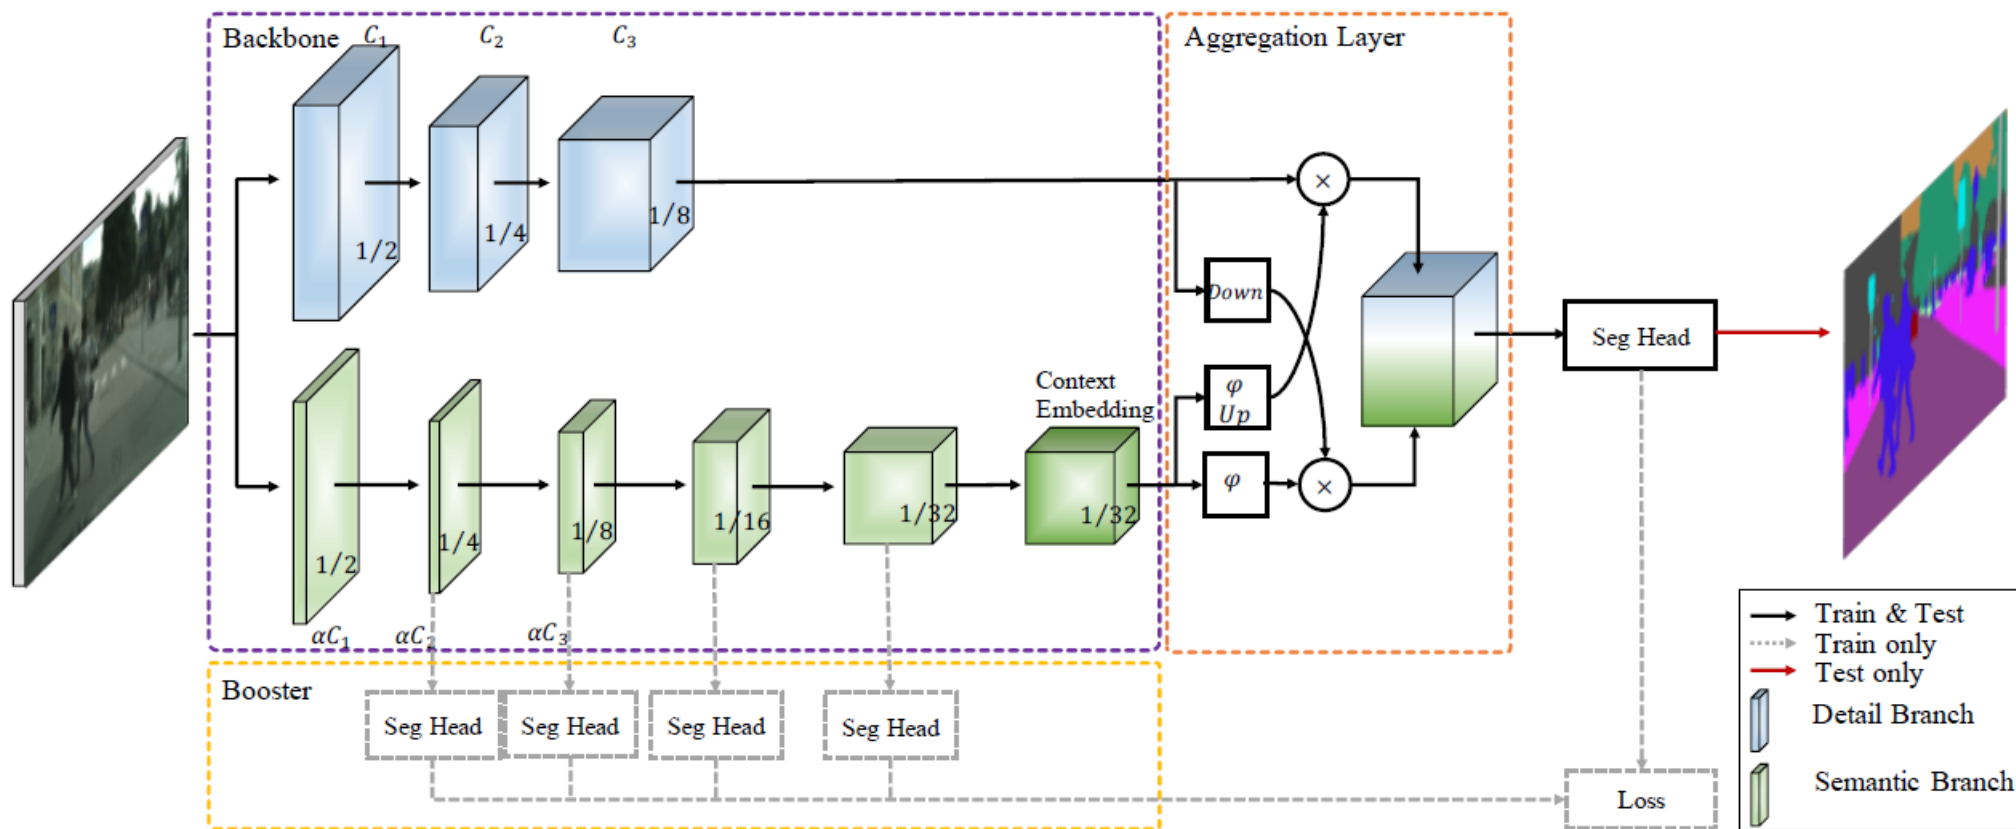 Backbone
C₁
C₂
C₃
Aggregation Layer
1/2
1/4
1/8
×
Down
φ
Up
φ
×
Seg Head
Context
Embedding
1/2
1/4
1/8
1/16
1/32
1/32
αC₁
αC₂
αC₃
Booster
Seg Head
Seg Head
Seg Head
Seg Head
Loss
Train & Test
Train only
Test only
Detail Branch
Semantic Branch